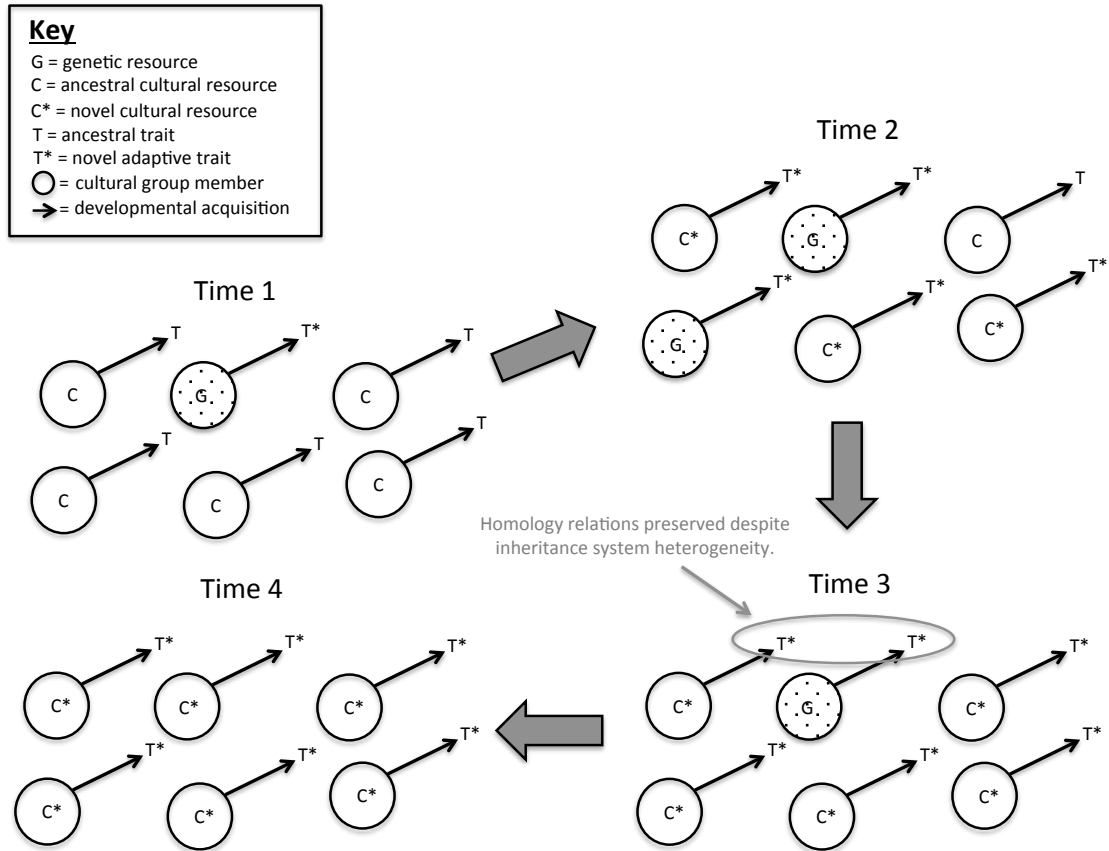 Key
G = genetic resource
C = ancestral cultural resource
C* = novel cultural resource
T = ancestral trait
T* = novel adaptive trait
= cultural group member
= developmental acquisition
Time 1
T
T*
T
C
G
C
T
T
T
C
C
C
Time 2
T*
T*
T
C*
G
C
T*
T*
T*
G
C*
C*
Homology relations preserved despite
inheritance system heterogeneity.
Time 3
T*
T*
T*
C*
G
C*
T*
T*
T*
C*
C*
C*
Time 4
T*
T*
T*
C*
C*
C*
T*
T*
T*
C*
C*
C*